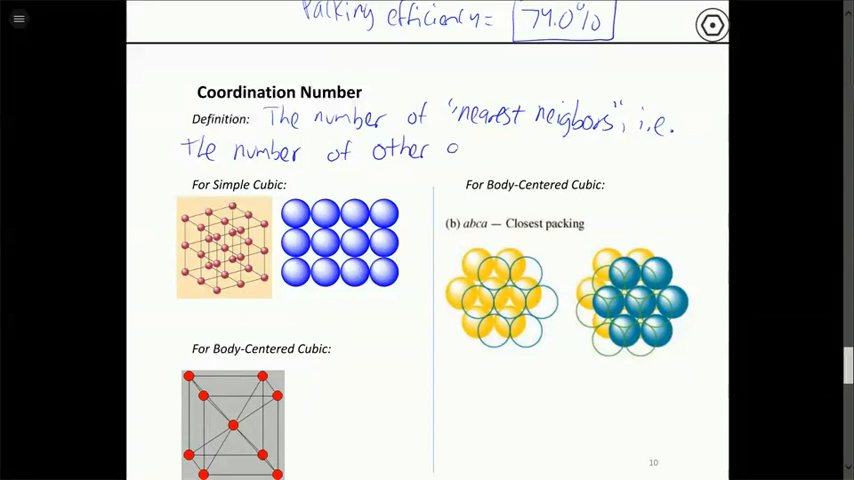 Packing efficiency = 74.0%
Coordination Number
Definition: The number of "nearest neigbors", i.e.
the number of other o
For Simple Cubic:
For Body-Centered Cubic:
(b) abca — Closest packing
For Body-Centered Cubic:
10